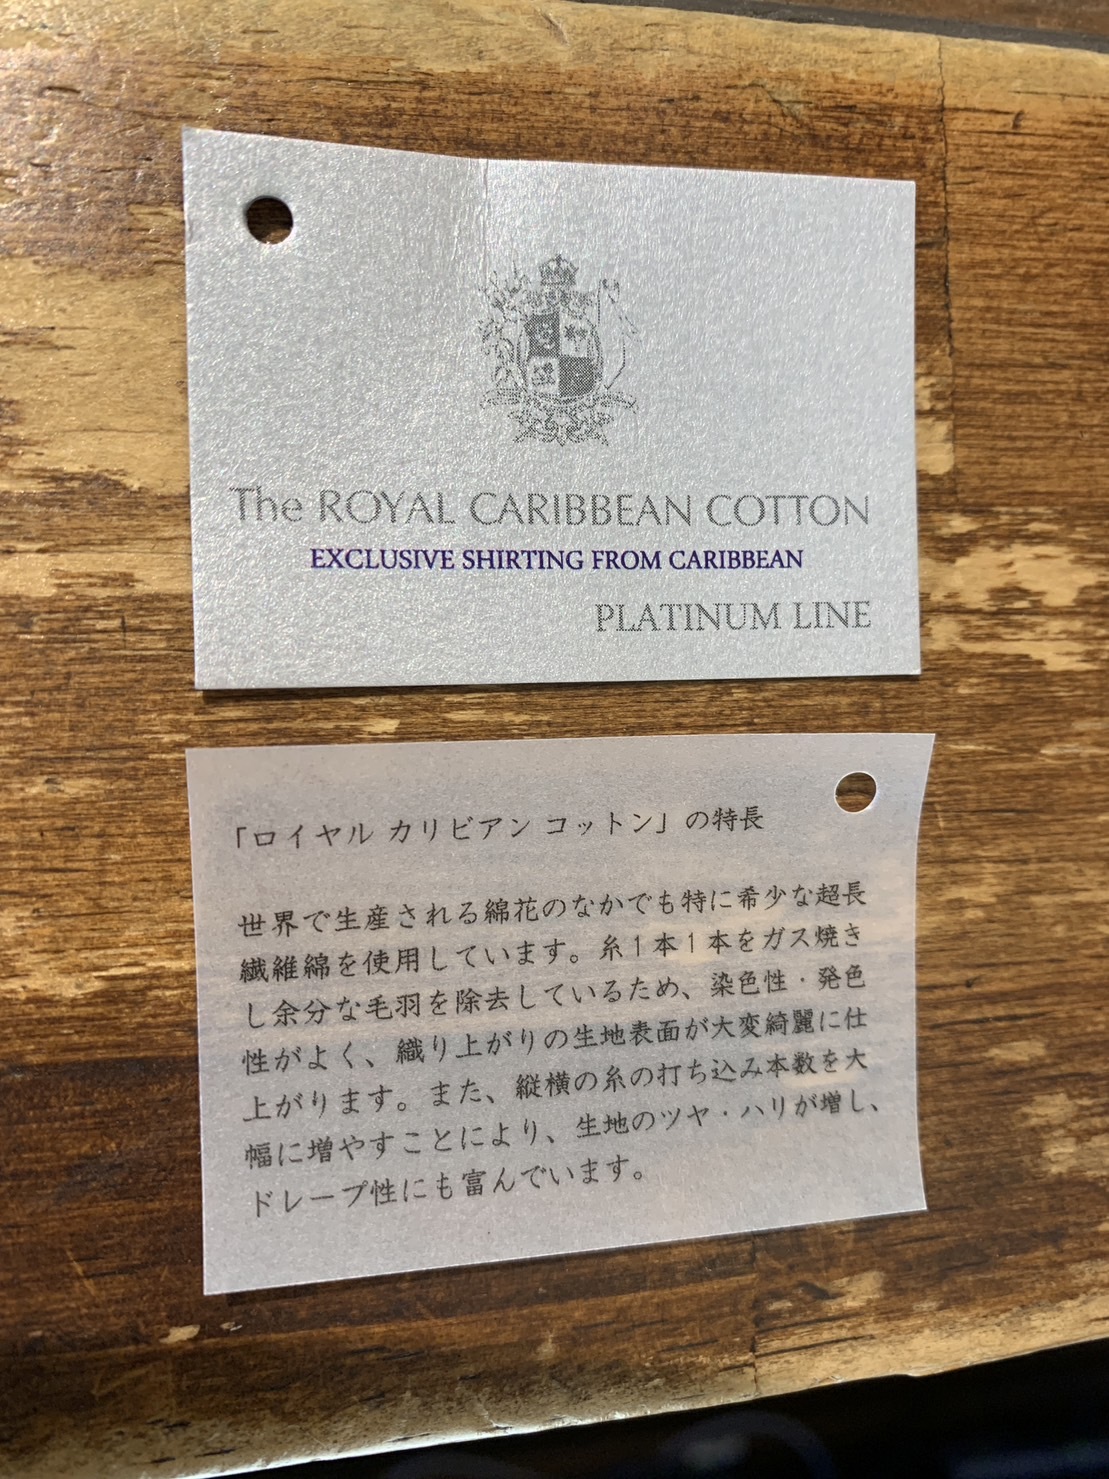 The ROYAL CARIBBEAN COTTON
EXCLUSIVE SHIRTING FROM CARIBBEAN
PLATINUM LINE
「ロイヤル カリビアン コットン」の特長
世界で生産される綿花のなかでも特に希少な超長
繊維綿を使用しています。糸1本1本をガス焼き
し余分な毛羽を除去しているため、染色性・発色
性がよく、織り上がりの生地表面が大変綺麗に仕
上がります。また、縦横の糸の打ち込み本数を大
幅に増やすことにより、生地のツヤ・ハリが増し、
ドレープ性にも富んでいます。